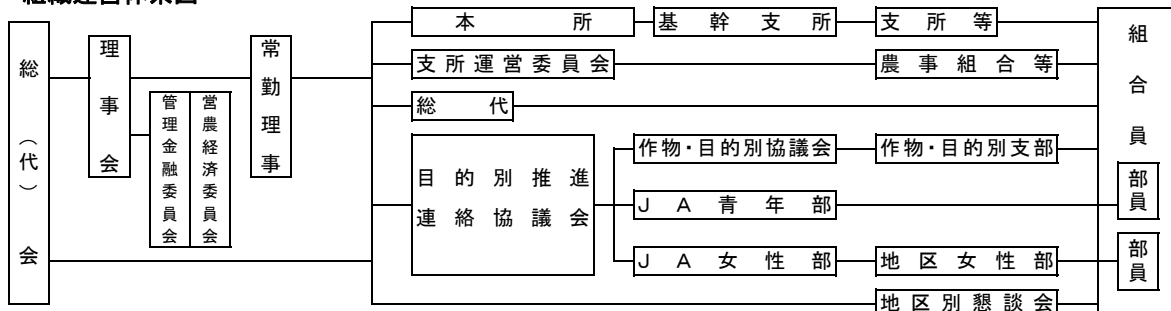 組織運営体系図
総（代）会
理事会
管理金融委員会
営農経済委員会
常勤理事
本所
基幹支所
支所等
支所運営委員会
農事組合等
総代
目的別推進
連絡協議会
作物・目的別協議会
作物・目的別支部
ＪＡ青年部
ＪＡ女性部
地区女性部
地区別懇談会
組合員
部員
部員